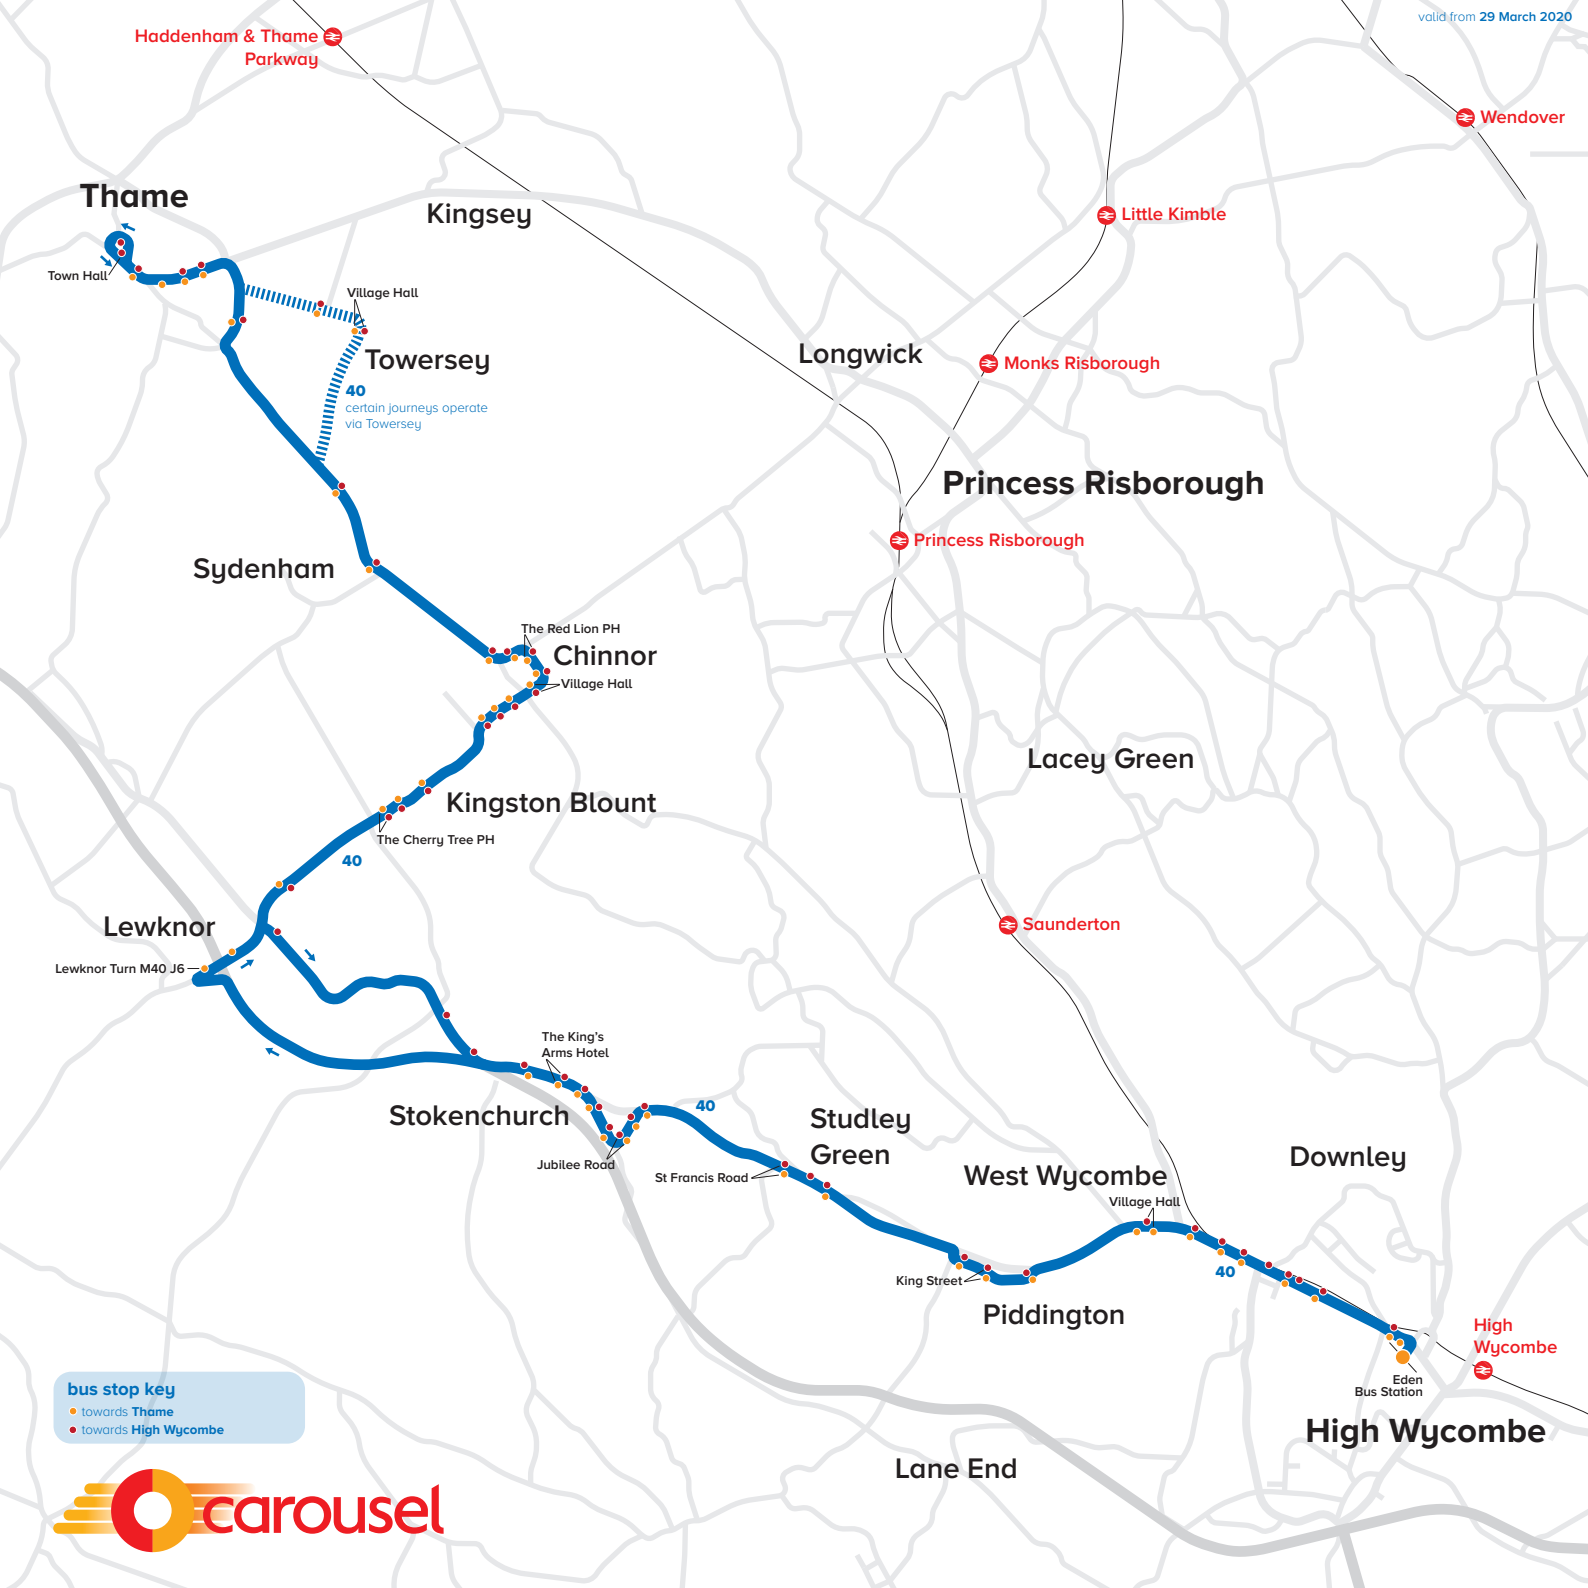 valid from 29 March 2020
Haddenham & Thame
Parkway
Wendover
Thame
Kingsey
Little Kimble
Town Hall
Village Hall
Towersey
40
certain journeys operate
via Towersey
Longwick
Monks Risborough
Princess Risborough
Princess Risborough
Sydenham
The Red Lion PH
Chinnor
Village Hall
Lacey Green
Kingston Blount
The Cherry Tree PH
40
Lewknor
Saunderton
Lewknor Turn M40 J6
The King's
Arms Hotel
Stokenchurch
40
Jubilee Road
Studley
Green
St Francis Road
West Wycombe
Village Hall
Downley
King Street
Piddington
40
High
Wycombe
Eden
Bus Station
High Wycombe
Lane End
bus stop key
towards Thame
towards High Wycombe
carousel